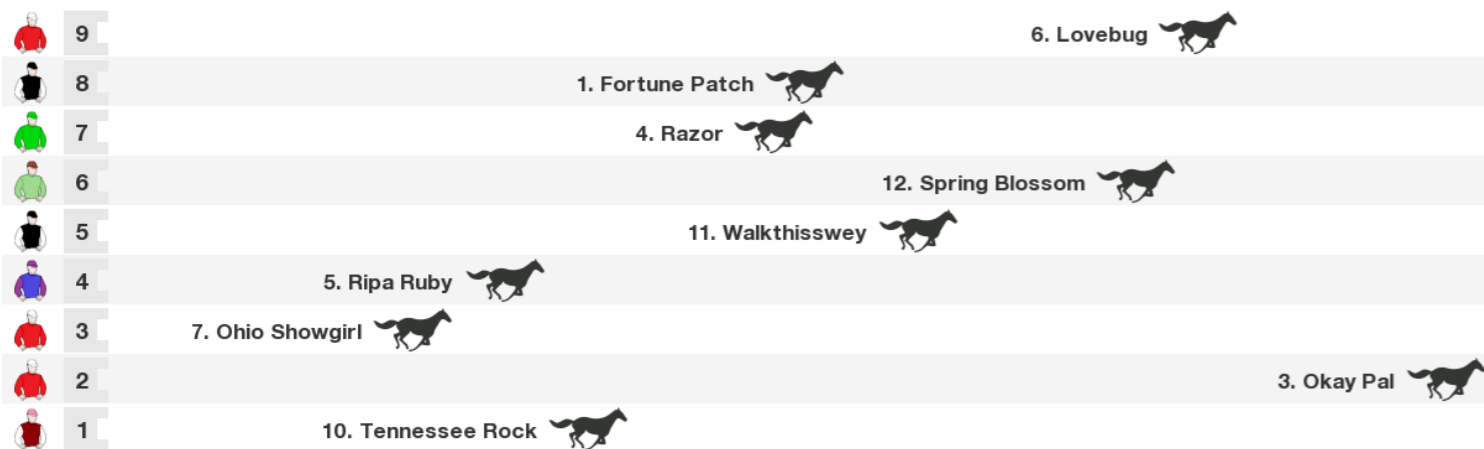 9 6. Lovebug
8 1. Fortune Patch
7 4. Razor
6 12. Spring Blossom
5 11. Walkthisswey
4 5. Ripa Ruby
3 7. Ohio Showgirl
2 3. Okay Pal
1 10. Tennessee Rock